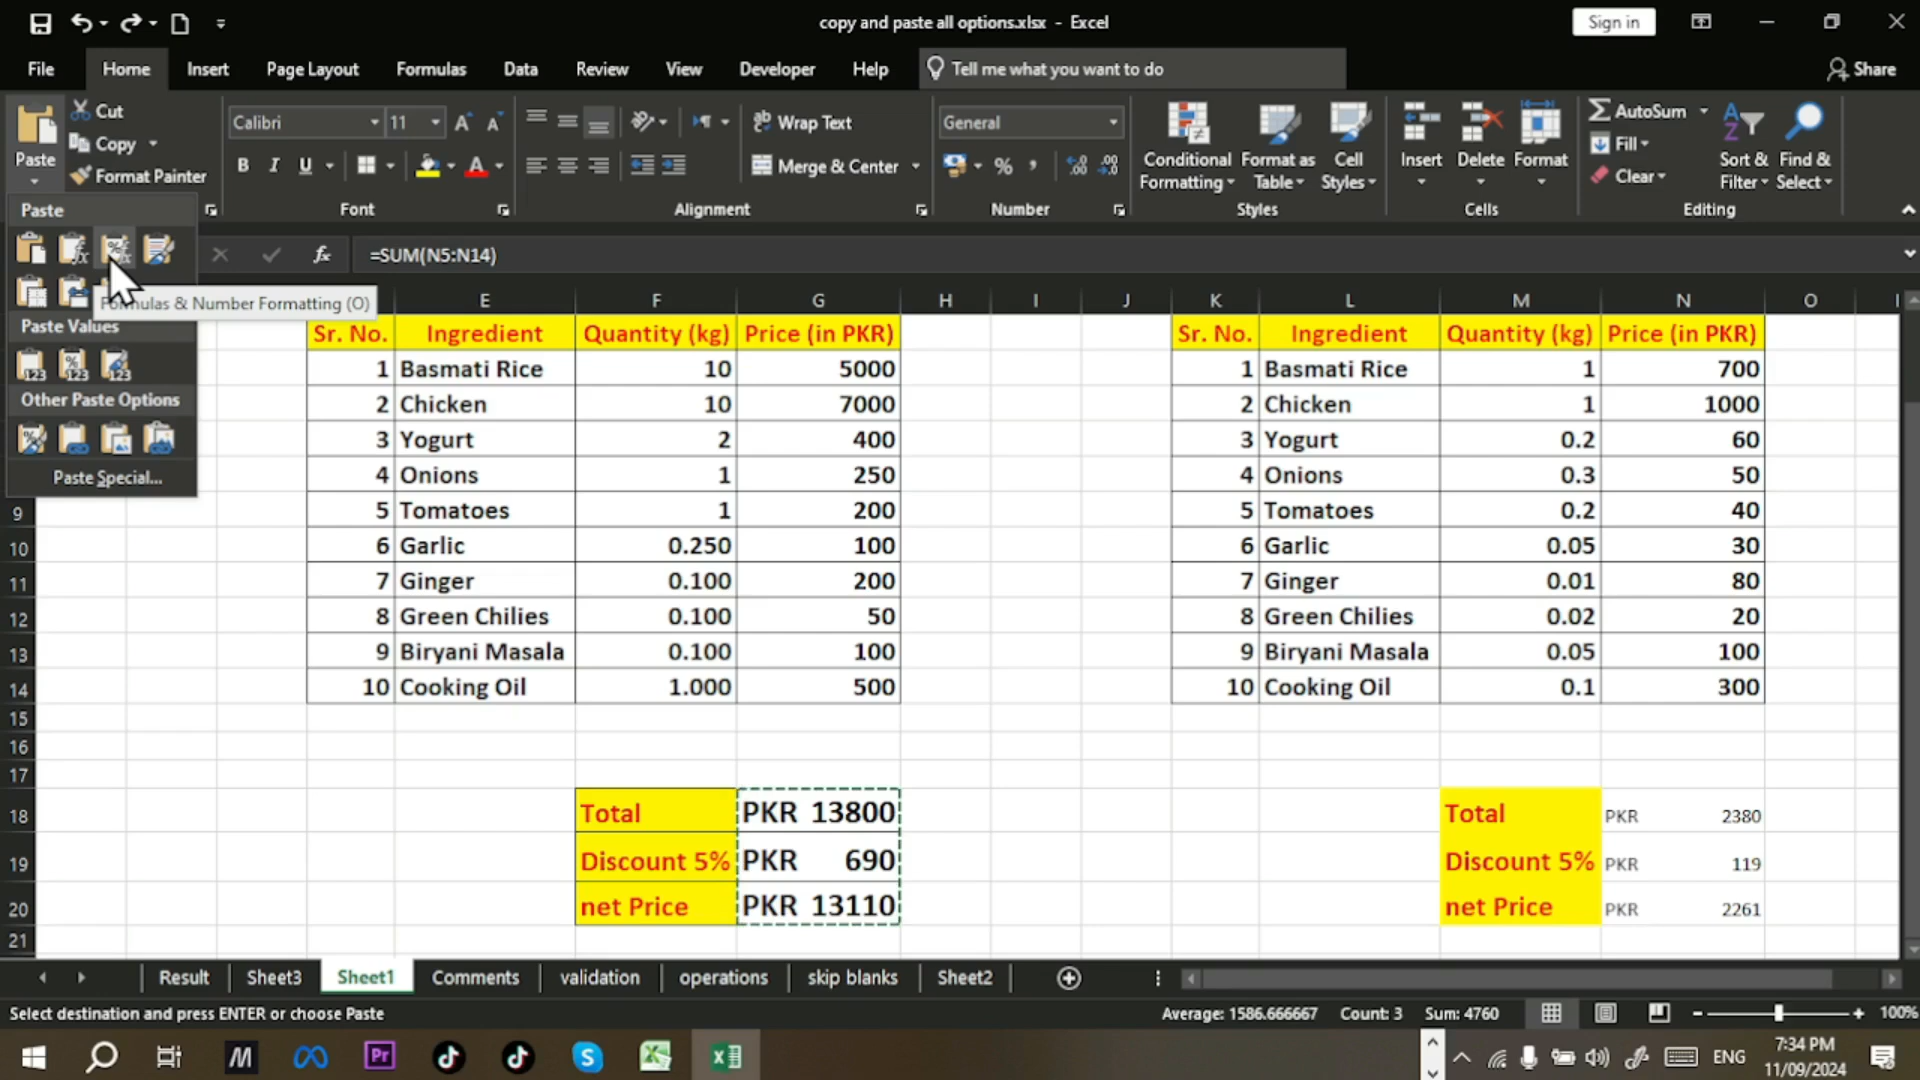 copy and paste all options.xlsx - Excel
Sign in
File Home Insert Page Layout Formulas Data Review View Developer Help Tell me what you want to do Share
Paste
Cut
Copy
Format Painter
Calibri 11
B I U
Wrap Text
Merge & Center
General
Conditional Formatting
Format as Table
Cell Styles
Insert Delete Format
AutoSum
Fill
Clear
Sort & Filter
Find & Select
Font Alignment Number Styles Cells Editing
Paste
Formulas & Number Formatting (O)
Paste Values
Other Paste Options
Paste Special...
fx =SUM(N5:N14)
E F G H I J K L M N O
Sr. No. Ingredient Quantity (kg) Price (in PKR) Sr. No. Ingredient Quantity (kg) Price (in PKR)
1 Basmati Rice 10 5000 1 Basmati Rice 1 700
2 Chicken 10 7000 2 Chicken 1 1000
3 Yogurt 2 400 3 Yogurt 0.2 60
4 Onions 1 250 4 Onions 0.3 50
9 5 Tomatoes 1 200 5 Tomatoes 0.2 40
10 6 Garlic 0.250 100 6 Garlic 0.05 30
11 7 Ginger 0.100 200 7 Ginger 0.01 80
12 8 Green Chilies 0.100 50 8 Green Chilies 0.02 20
13 9 Biryani Masala 0.100 100 9 Biryani Masala 0.05 100
14 10 Cooking Oil 1.000 500 10 Cooking Oil 0.1 300
15
16
17
18 Total PKR 13800 Total PKR 2380
19 Discount 5% PKR 690 Discount 5% PKR 119
20 net Price PKR 13110 net Price PKR 2261
21
Result Sheet3 Sheet1 Comments validation operations skip blanks Sheet2
Select destination and press ENTER or choose Paste Average: 1586.666667 Count: 3 Sum: 4760 100%
ENG
7:34 PM
11/09/2024